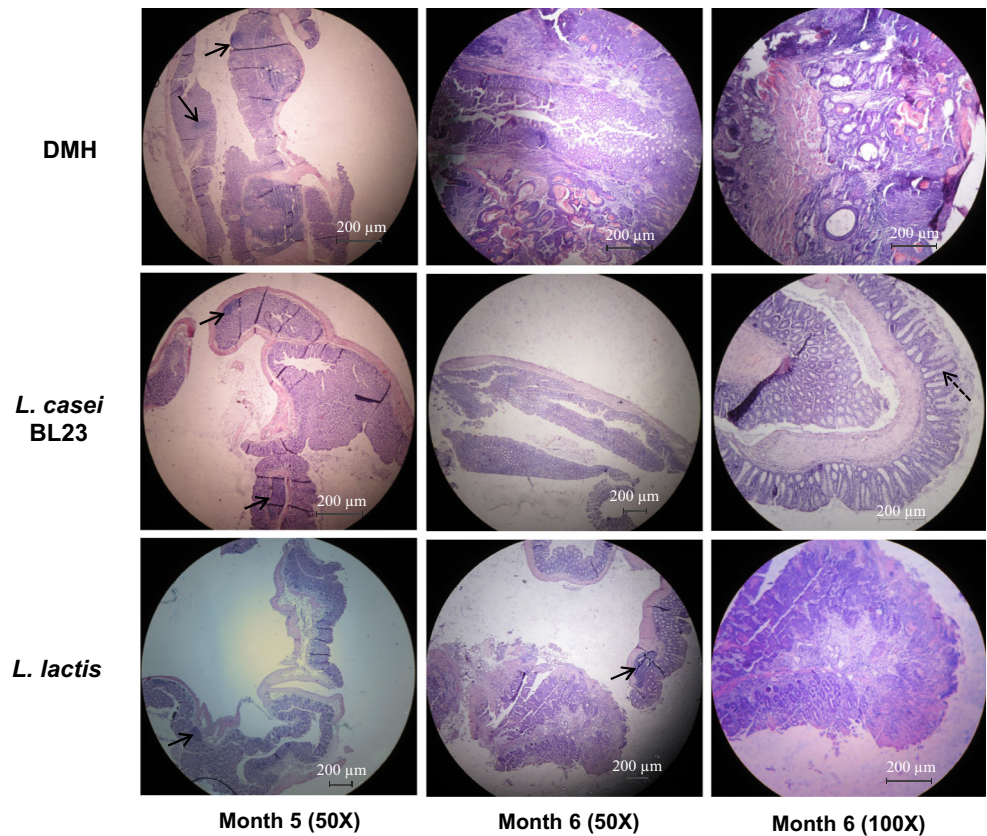 DMH
200 µm
200 µm
200 µm
L. casei
BL23
200 µm
200 µm
200 µm
L. lactis
200 µm
200 µm
200 µm
Month 5 (50X)
Month 6 (50X)
Month 6 (100X)